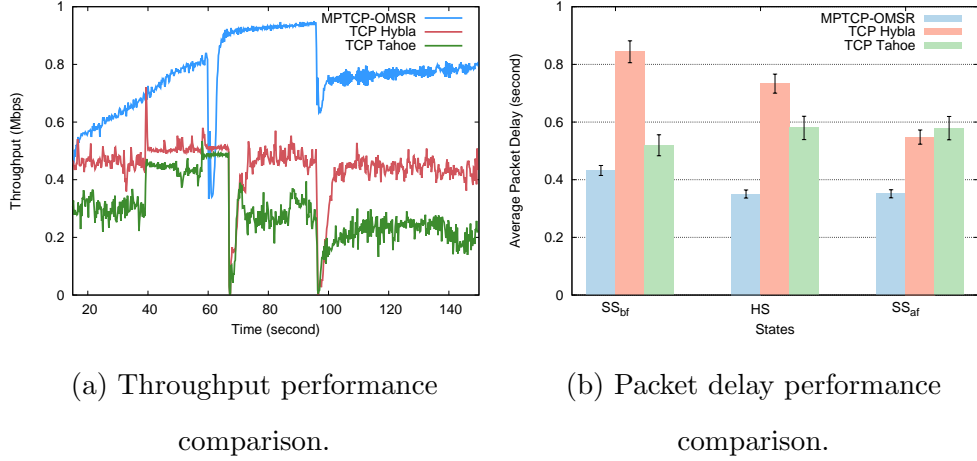 MPTCP-OMSR
TCP Hybla
TCP Tahoe
Throughput (Mbps)
1
0.8
0.6
0.4
0.2
0
20 40 60 80 100 120 140
Time (second)
(a) Throughput performance
comparison.
MPTCP-OMSR
TCP Hybla
TCP Tahoe
Average Packet Delay (second)
1
0.8
0.6
0.4
0.2
0
SSbf HS SSaf
States
(b) Packet delay performance
comparison.